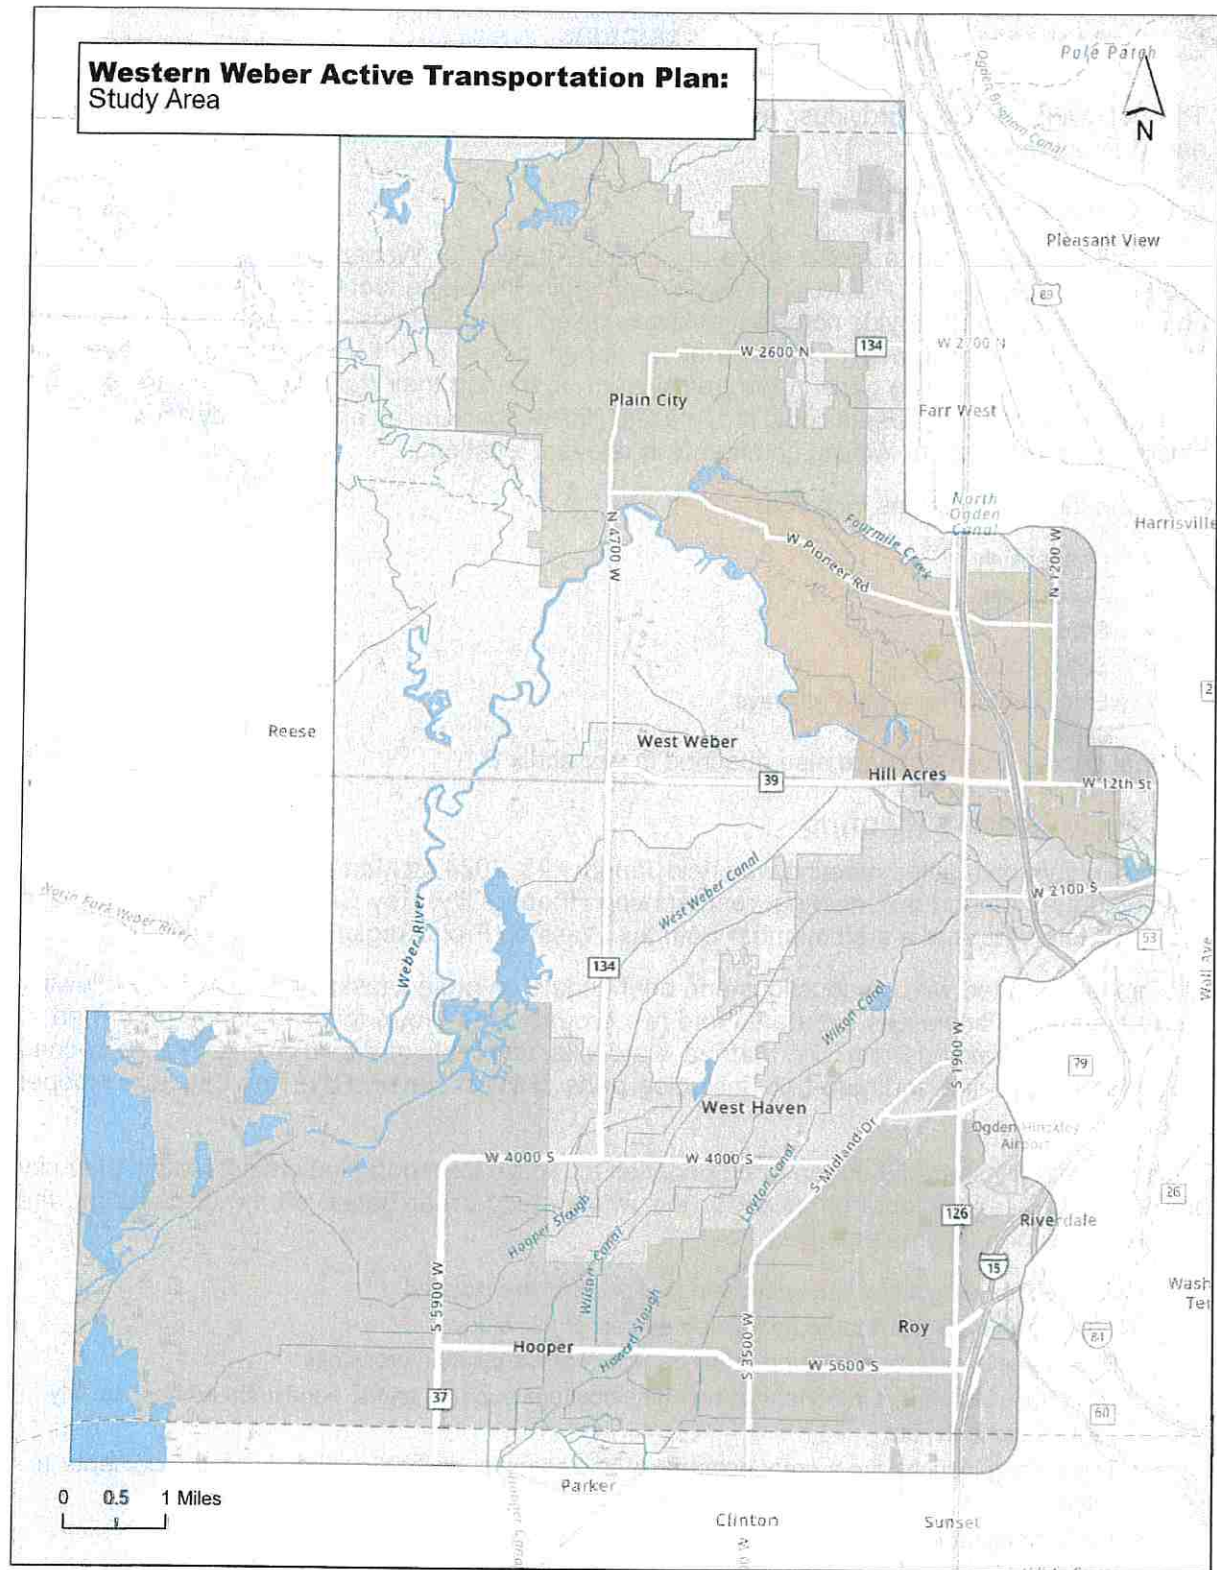 Western Weber Active Transportation Plan:
Study Area
Pole Patch
N
Ogden Brigham Canal
Pleasant View
89
W 2600 N
134
W 2700 N
Plain City
Farr West
North
Ogden
Canal
Harrisville
N 4700 W
Fourmile Creek
W Pioneer Rd
N 1200 W
Reese
West Weber
39
Hill Acres
W 12th St
West Weber Canal
W 2100 S
North Fork Weber River
Weber River
134
53
Wall Ave
Wilson Canal
S 1900 W
79
West Haven
Ogden Hinckley
Airport
W 4000 S
W 4000 S
S Midland Dr
Layton Canal
26
126
Riverdale
Hooper Slough
Wilson Canal
15
S 5900 W
Wash
Ter
Howard Slough
S 3500 W
Roy
84
Hooper
W 5600 S
37
60
Parker
0 0.5 1 Miles
Clinton
Sunset